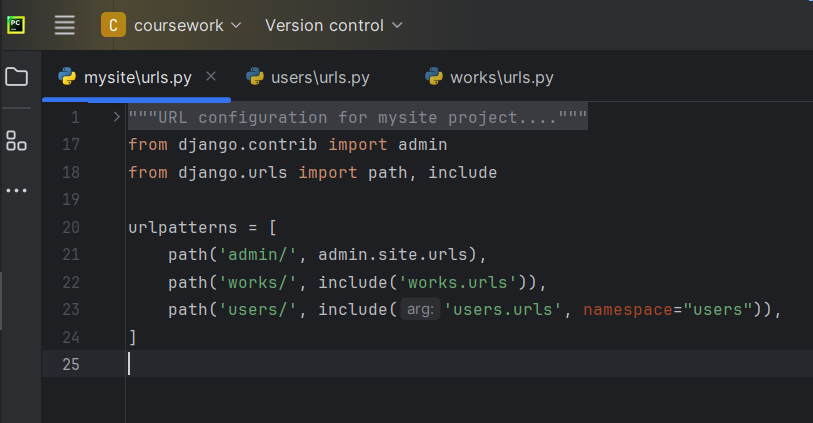 PC
C coursework Version control
mysite\urls.py users\urls.py works\urls.py
1 """URL configuration for mysite project...."""
17 from django.contrib import admin
18 from django.urls import path, include
19
20 urlpatterns = [
21     path('admin/', admin.site.urls),
22     path('works/', include('works.urls')),
23     path('users/', include( arg: 'users.urls', namespace="users")),
24 ]
25